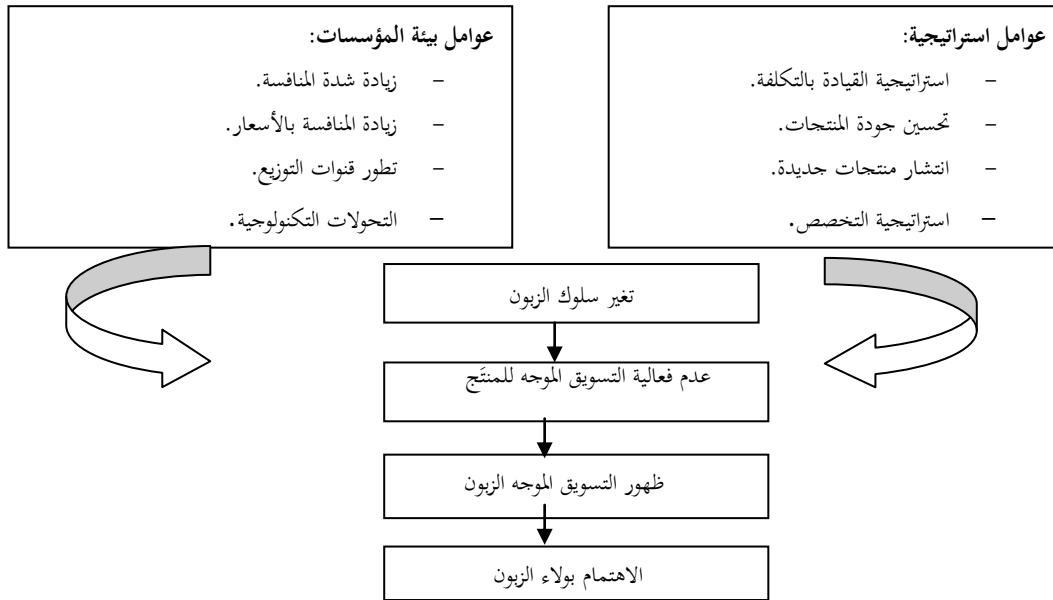 عوامل استراتيجية:
– استراتيجية القيادة بالتكلفة.
– تحسين جودة المنتجات.
– انتشار منتجات جديدة.
– استراتيجية التخصص.
عوامل بيئة المؤسسات:
– زيادة شدة المنافسة.
– زيادة المنافسة بالأسعار.
– تطور قنوات التوزيع.
– التحولات التكنولوجية.
تغير سلوك الزبون
عدم فعالية التسويق الموجه للمنتَج
ظهور التسويق الموجه الزبون
الاهتمام بولاء الزبون